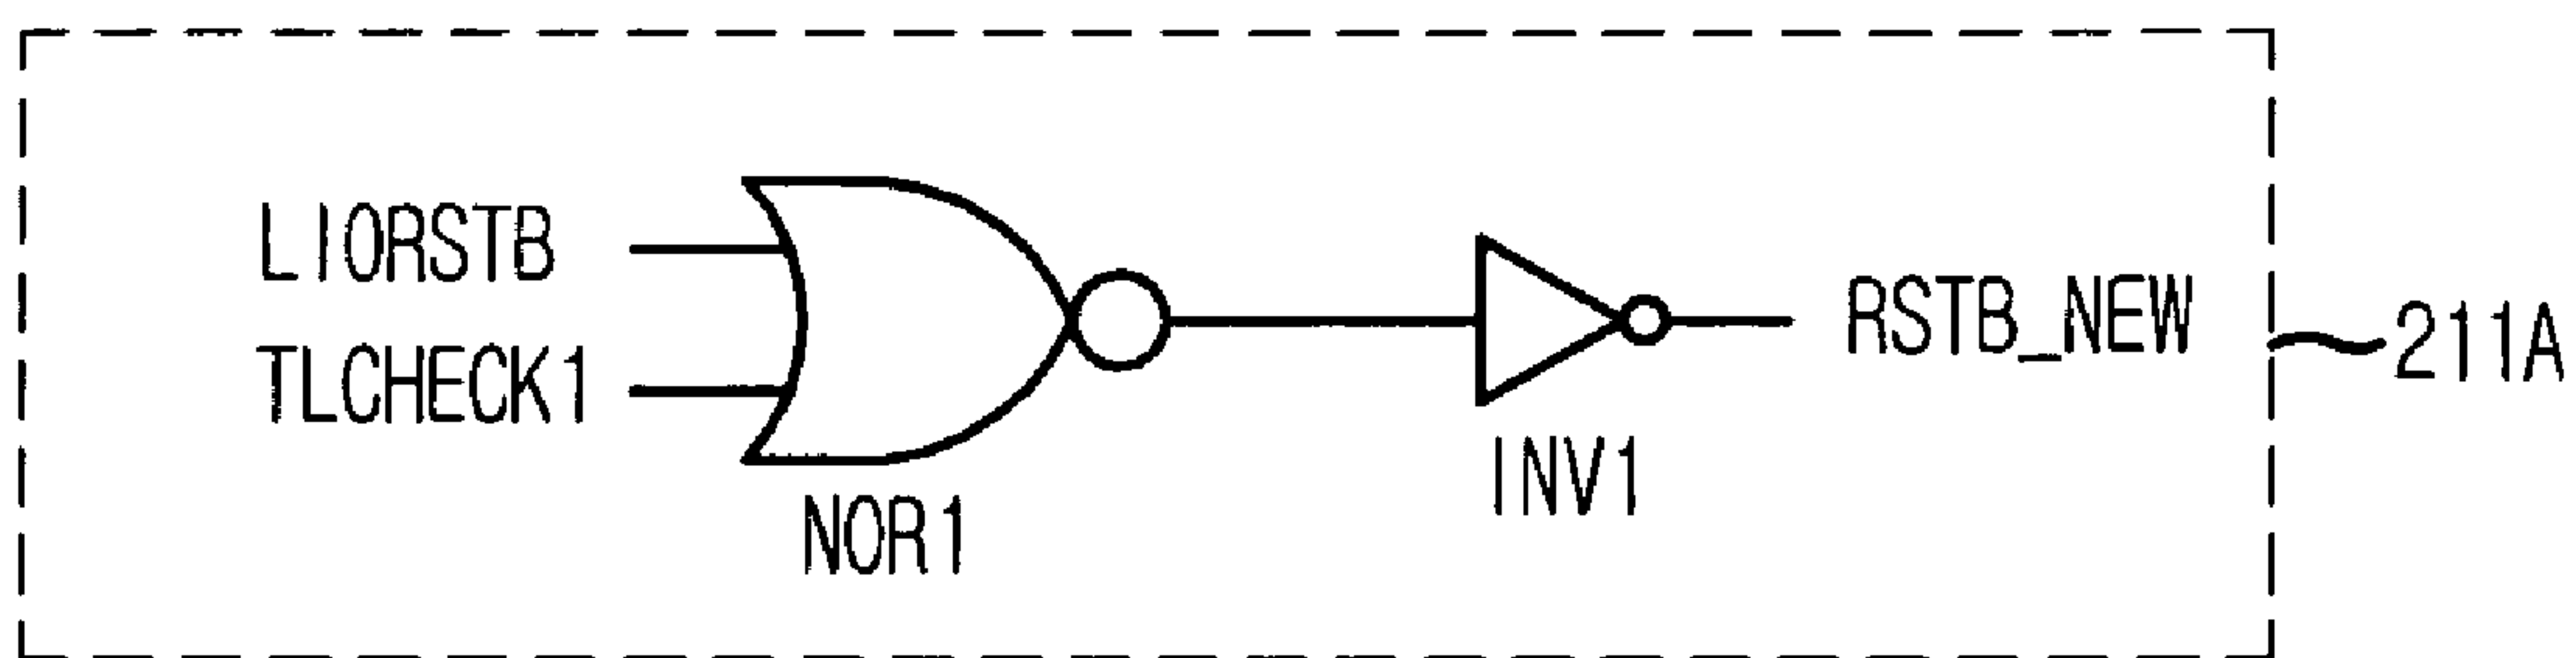 LIORSTB
TLCHECK1
NOR1
INV1
RSTB_NEW
211A